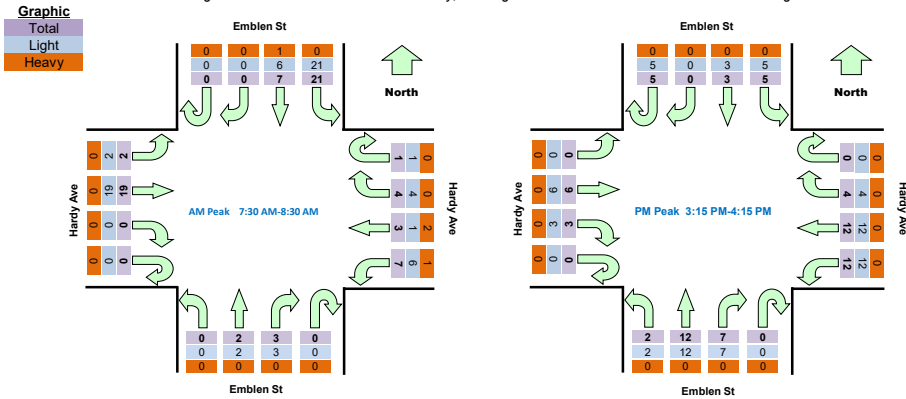 Graphic
Total
Light
Heavy
Emblen St
0 0 1 0
0 0 6 21
0 0 7 21
North
Hardy Ave
0 2 2
0 19 19
0 0 0
0 0 0
AM Peak 7:30 AM-8:30 AM
1 1 0
4 4 0
3 1 2
7 6 1
Hardy Ave
0 2 3 0
0 2 3 0
0 0 0 0
Emblen St
Emblen St
0 0 0 0
5 0 3 5
5 0 3 5
North
Hardy Ave
0 0 0
0 9 9
0 3 3
0 0 0
PM Peak 3:15 PM-4:15 PM
0 0 0
4 4 0
12 12 0
12 12 0
Hardy Ave
2 12 7 0
2 12 7 0
0 0 0 0
Emblen St